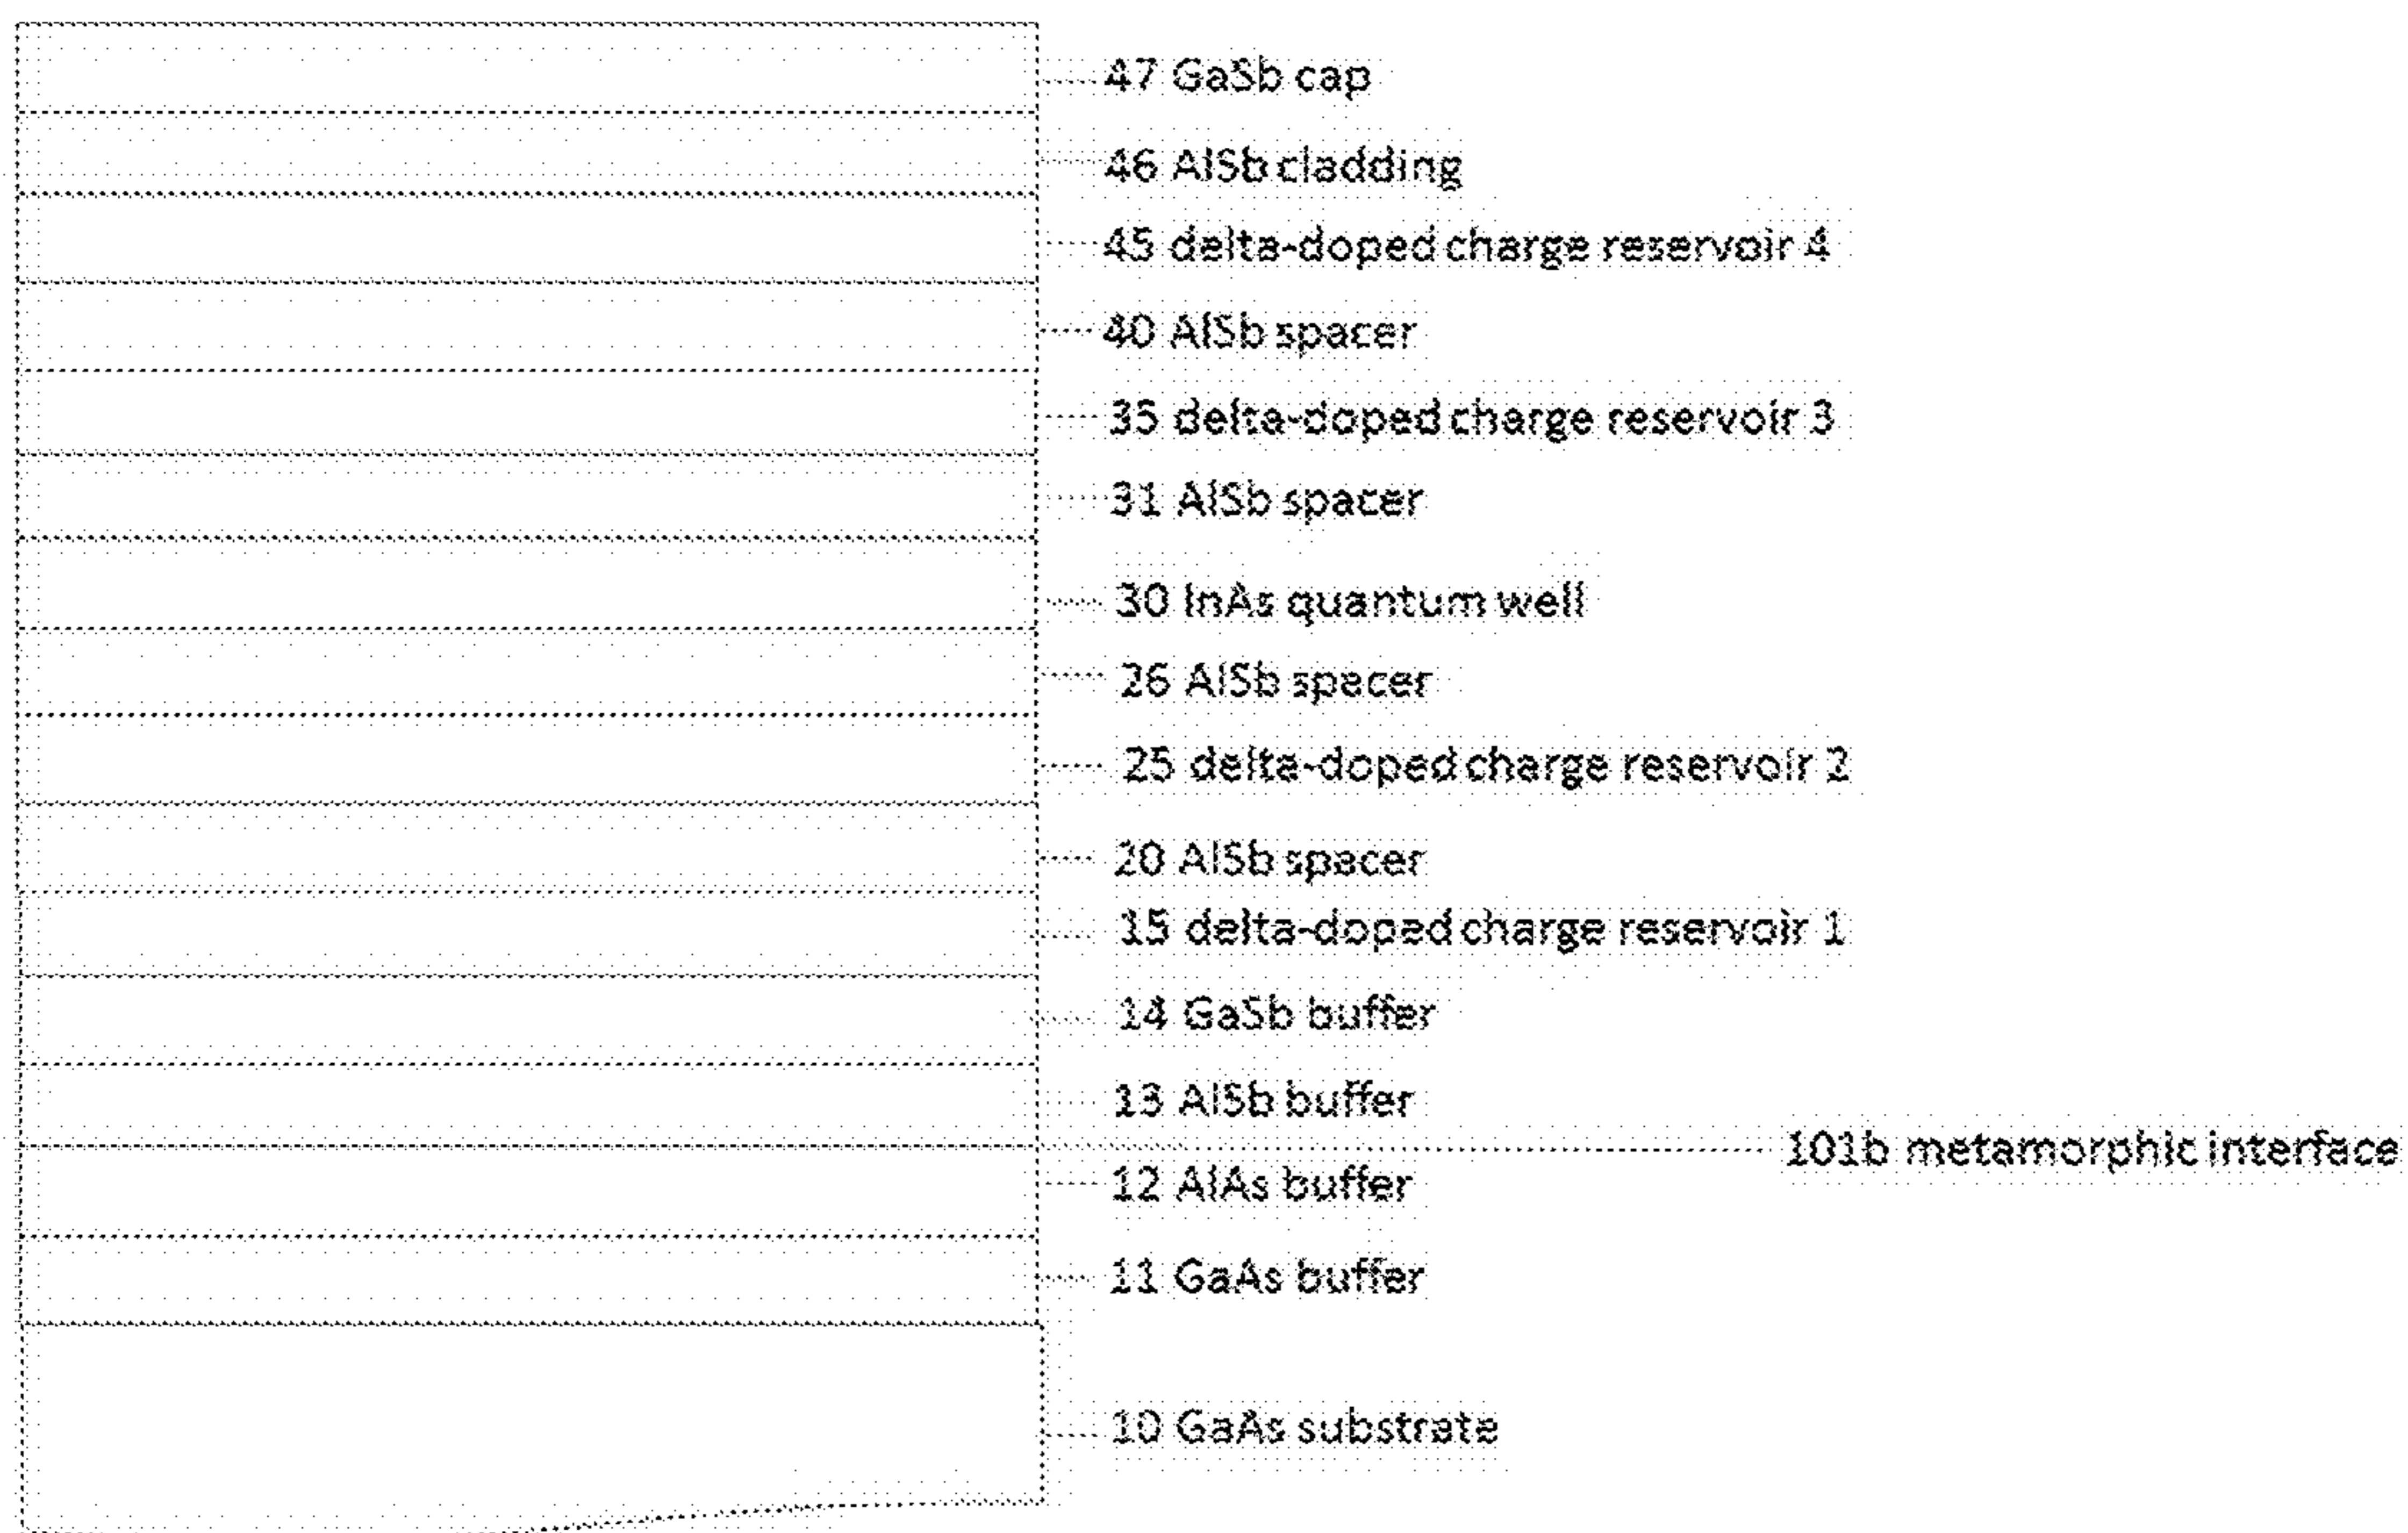 47 GaSb cap
46 AlSb cladding
45 delta-doped charge reservoir 4
40 AlSb spacer
35 delta-doped charge reservoir 3
31 AlSb spacer
30 InAs quantum well
26 AlSb spacer
25 delta-doped charge reservoir 2
20 AlSb spacer
15 delta-doped charge reservoir 1
14 GaSb buffer
13 AlSb buffer
101b metamorphic interface
12 AlAs buffer
11 GaAs buffer
10 GaAs substrate